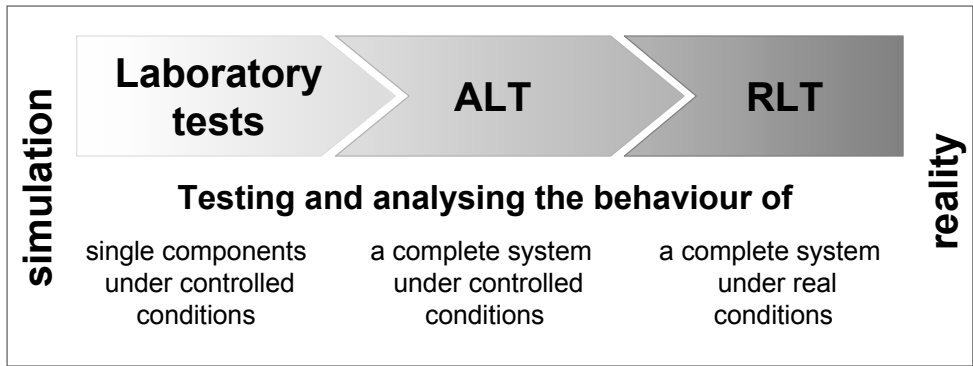 simulation
Laboratory
tests
ALT
RLT
reality
Testing and analysing the behaviour of
single components
under controlled
conditions
a complete system
under controlled
conditions
a complete system
under real
conditions